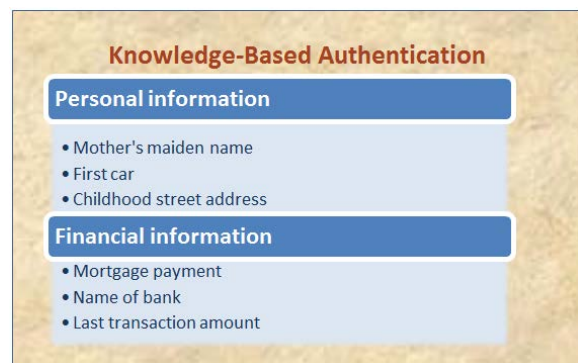 Knowledge-Based Authentication
Personal information
• Mother's maiden name
• First car
• Childhood street address
Financial information
• Mortgage payment
• Name of bank
• Last transaction amount